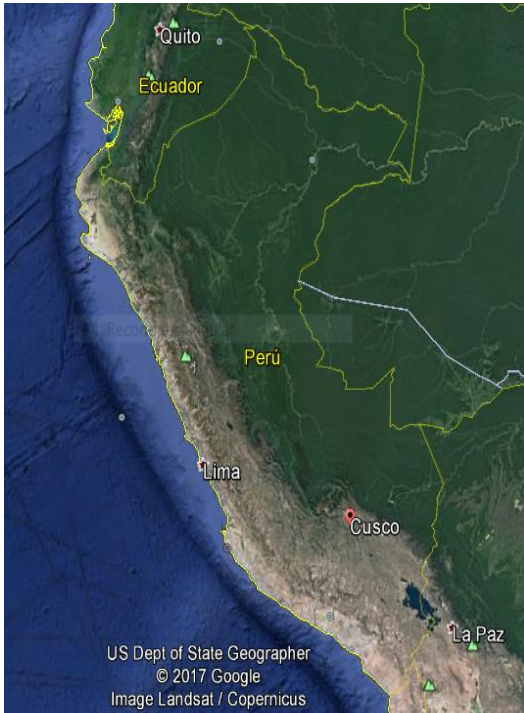 Quito
Ecuador
Perú
Lima
Cusco
La Paz
US Dept of State Geographer
© 2017 Google
Image Landsat / Copernicus